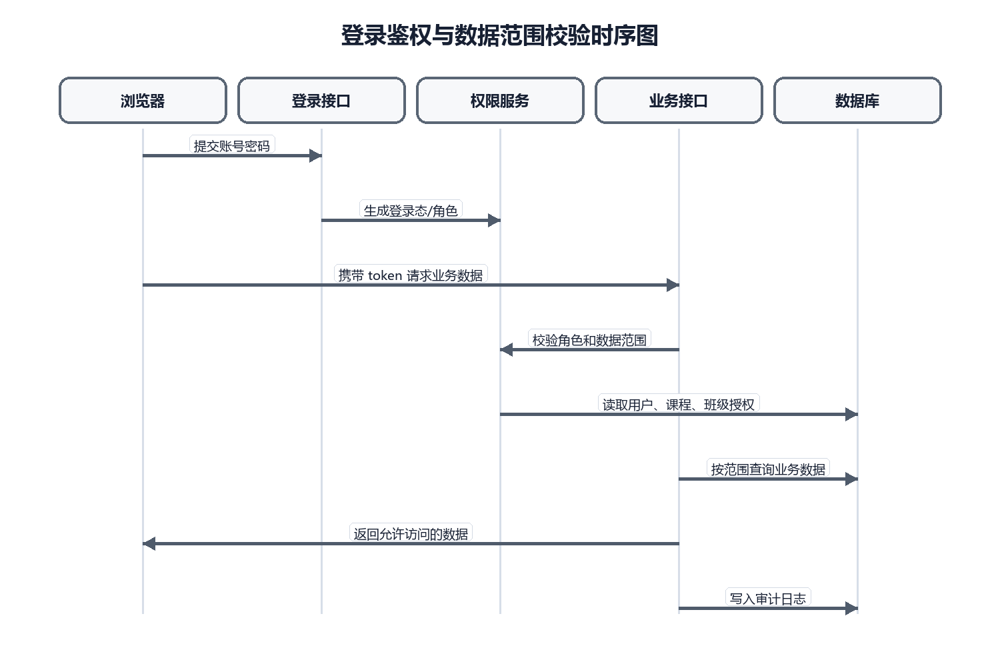 登录鉴权与数据范围校验时序图
浏览器
登录接口
权限服务
业务接口
数据库
提交账号密码
生成登录态/角色
携带 token 请求业务数据
校验角色和数据范围
读取用户、课程、班级授权
按范围查询业务数据
返回允许访问的数据
写入审计日志